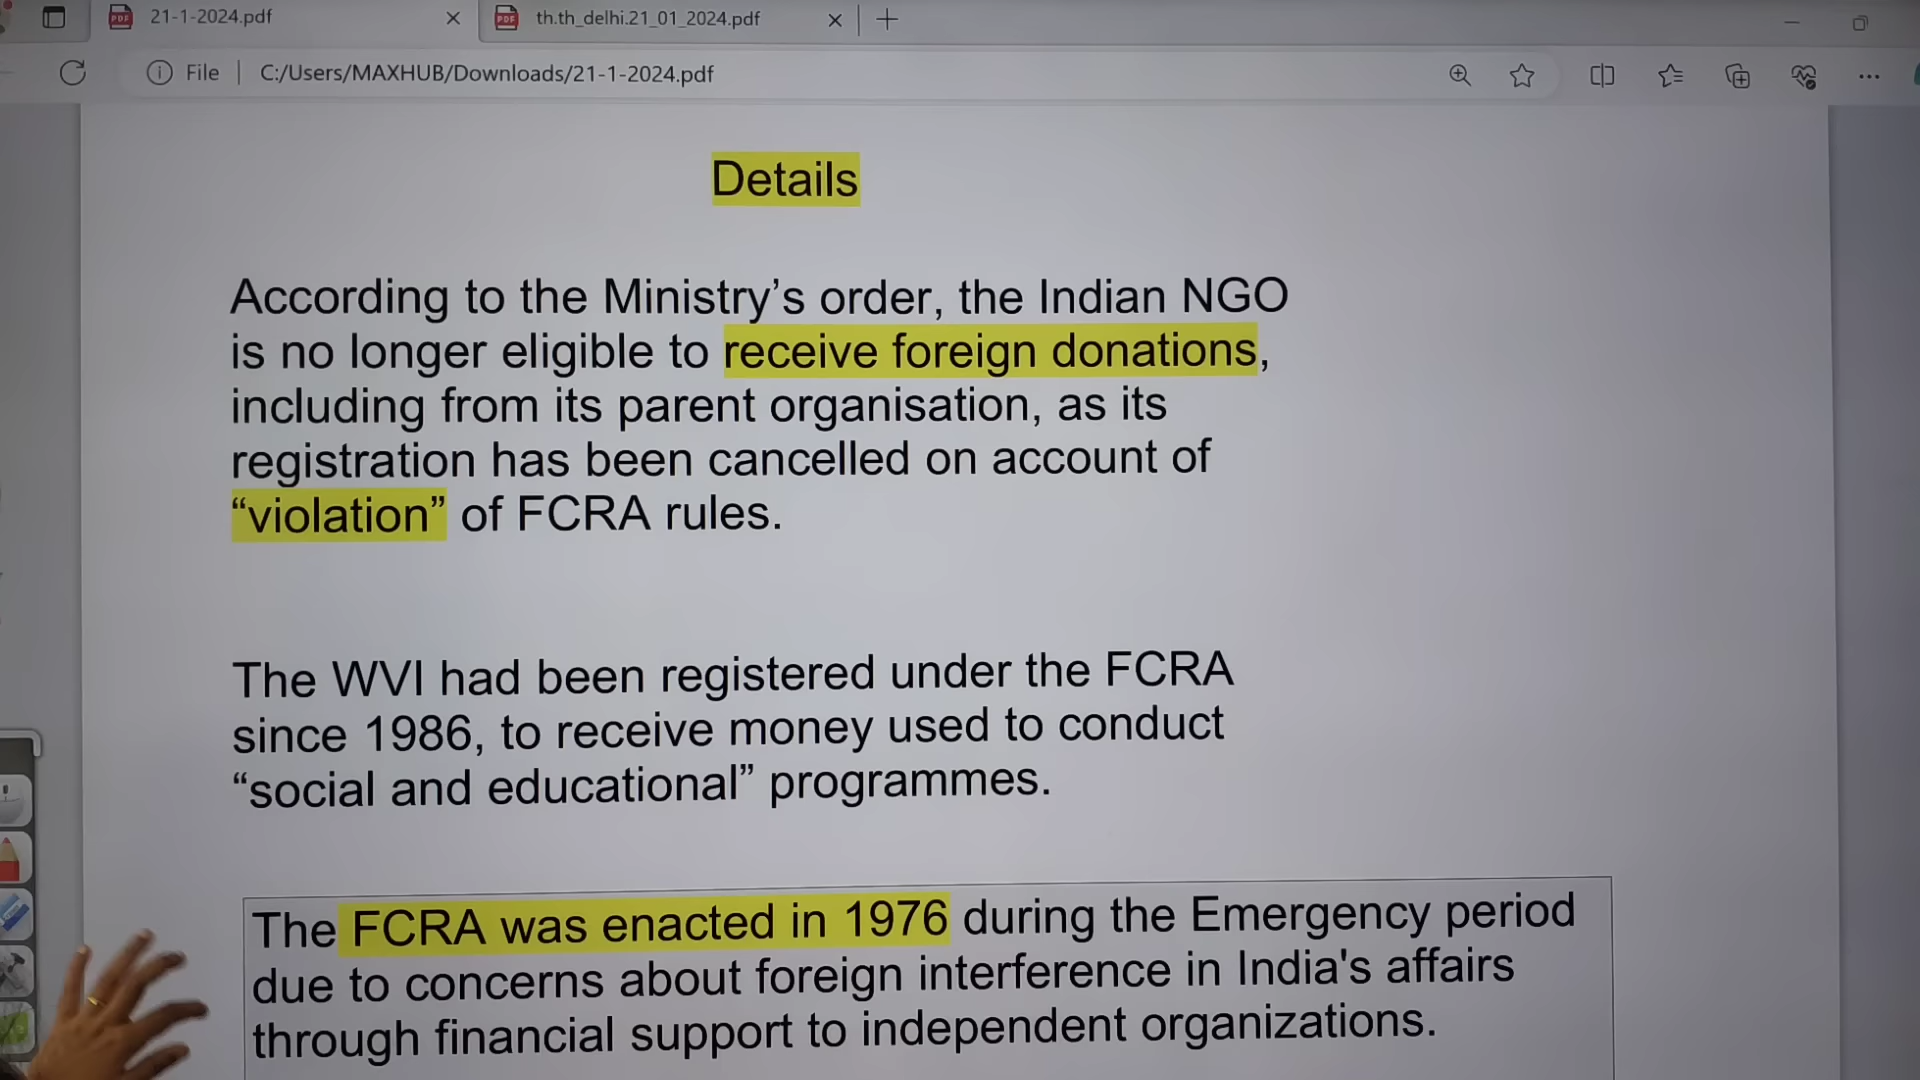 21-1-2024.pdf
th.th_delhi.21_01_2024.pdf
File
C:/Users/MAXHUB/Downloads/21-1-2024.pdf
Details
According to the Ministry’s order, the Indian NGO
is no longer eligible to receive foreign donations,
including from its parent organisation, as its
registration has been cancelled on account of
“violation” of FCRA rules.
The WVI had been registered under the FCRA
since 1986, to receive money used to conduct
“social and educational” programmes.
The FCRA was enacted in 1976 during the Emergency period
due to concerns about foreign interference in India's affairs
through financial support to independent organizations.